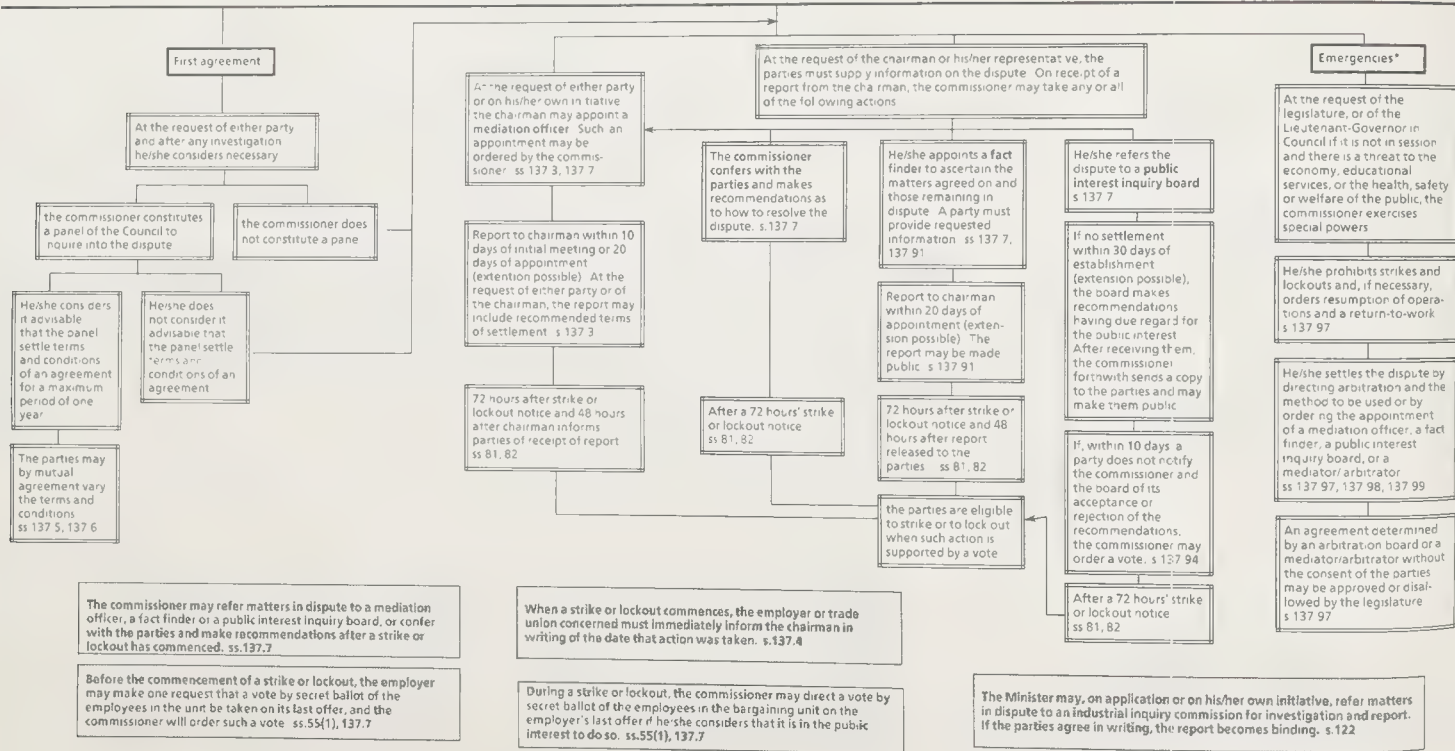 First agreement
At the request of either party
and after any investigation
he/she considers necessary
the commissioner constitutes
a panel of the Council to
inquire into the dispute
the commissioner does
not constitute a pane
He/she considers
it advisable
that the panel
settle terms
and conditions
of an agreement
for a maximum
period of one
year
He/she does
not consider it
advisable that
the panel settle
terms and
conditions of an
agreement
The parties may
by mutual
agreement vary
the terms and
conditions
ss 137 5, 137 6
At the request of either party
or on his/her own initiative
the chairman may appoint a
mediation officer Such an
appointment may be
ordered by the commis-
sioner ss 137 3, 137 7
Report to chairman within 10
days of initial meeting or 20
days of appointment
(extention possible) At the
request of either party or of
the chairman, the report may
include recommended terms
of settlement s 137 3
72 hours after strike or
lockout notice and 48 hours
after chairman informs
parties of receipt of report
ss 81, 82
At the request of the chairman or his/her representative, the
parties must supply information on the dispute On receipt of a
report from the chairman, the commissioner may take any or all
of the following actions
The commissioner
confers with the
parties and makes
recommendations as
to how to resolve the
dispute. s.137 7
After a 72 hours' strike
or lockout notice
ss 81, 82
He/she appoints a fact
finder to ascertain the
matters agreed on and
those remaining in
dispute A party must
provide requested
information ss 137 7,
137 91
Report to chairman
within 20 days of
appointment (exten-
sion possible) The
report may be made
public s 137 91
72 hours after strike or
lockout notice and 48
hours after report
released to the
parties ss 81, 82
the parties are eligible
to strike or to lock out
when such action is
supported by a vote
He/she refers the
dispute to a public
interest inquiry board
s 137 7
If no settlement
within 30 days of
establishment
(extension possible),
the board makes
recommendations
having due regard for
the public interest
After receiving them,
the commissioner
forthwith sends a copy
to the parties and may
make them public
If, within 10 days a
party does not notify
the commissioner and
the board of its
acceptance or
rejection of the
recommendations,
the commissioner may
order a vote. s 137 94
After a 72 hours' strike
or lockout notice
ss 81, 82
Emergencies*
At the request of the
legislature, or of the
Lieutenant-Governor in
Council if it is not in session
and there is a threat to the
economy, educational
services, or the health, safety
or welfare of the public, the
commissioner exercises
special powers
He/she prohibits strikes and
lockouts and, if necessary,
orders resumption of opera-
tions and a return-to-work
s 137 97
He/she settles the dispute by
directing arbitration and the
method to be used or by
ordering the appointment
of a mediation officer, a fact
finder, a public interest
inquiry board, or a
mediator/arbitrator
ss 137 97, 137 98, 137 99
An agreement determined
by an arbitration board or a
mediator/arbitrator without
the consent of the parties
may be approved or disal-
lowed by the legislature
s 137 97
The commissioner may refer matters in dispute to a mediation
officer, a fact finder or a public interest inquiry board, or confer
with the parties and make recommendations after a strike or
lockout has commenced. ss.137.7
Before the commencement of a strike or lockout, the employer
may make one request that a vote by secret ballot of the
employees in the unit be taken on its last offer, and the
commissioner will order such a vote ss.55(1), 137.7
When a strike or lockout commences, the employer or trade
union concerned must immediately inform the chairman in
writing of the date that action was taken. s.137.4
During a strike or lockout, the commissioner may direct a vote by
secret ballot of the employees in the bargaining unit on the
employer's last offer if he/she considers that it is in the public
interest to do so. ss.55(1), 137.7
The Minister may, on application or on his/her own initiative, refer matters
in dispute to an industrial inquiry commission for investigation and report.
If the parties agree in writing, the report becomes binding. s.122